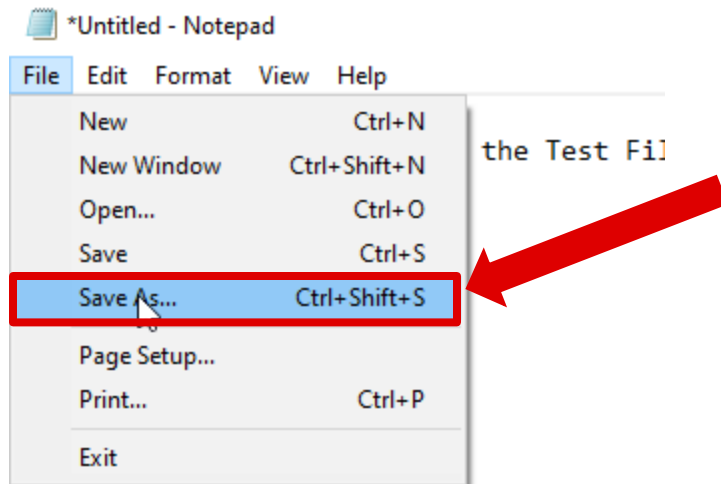 *Untitled - Notepad
File Edit Format View Help
New Ctrl+N
New Window Ctrl+Shift+N
the Test
Open... Ctrl+O
Save Ctrl+S
Save As... Ctrl+Shift+S
Page Setup...
Print... Ctrl+P
Exit